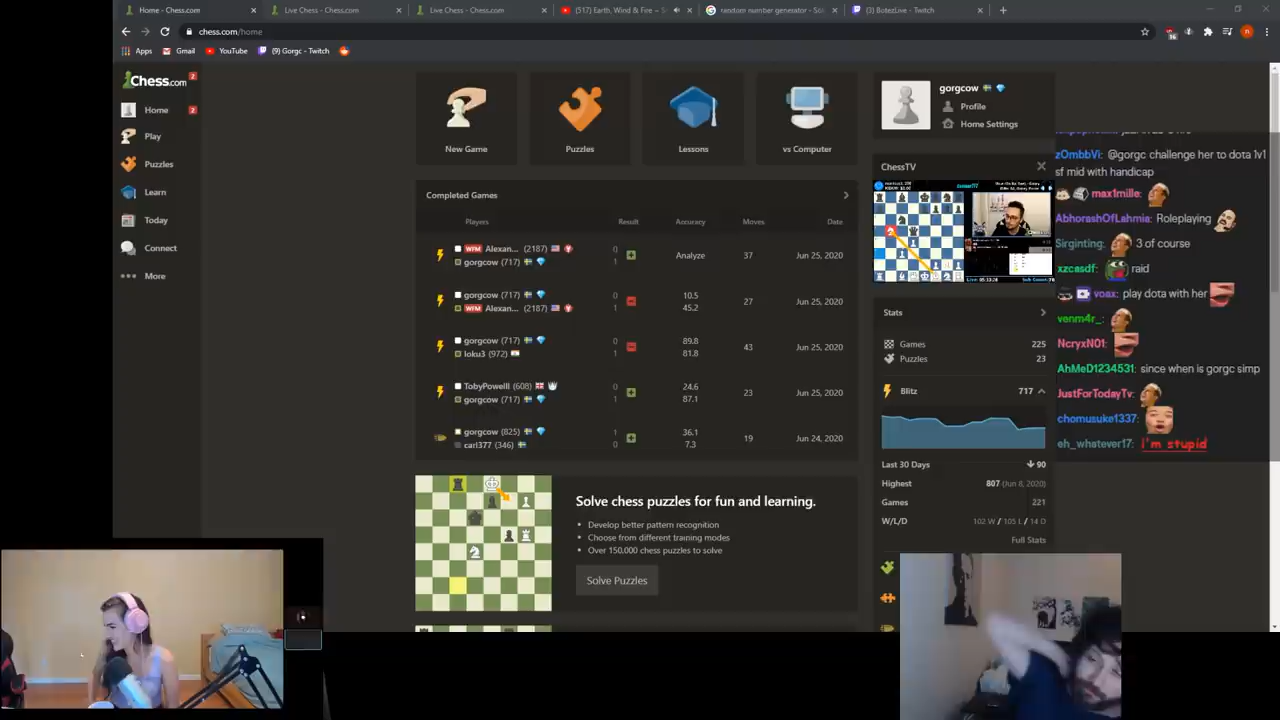 Home - Chess.com
Live Chess - Chess.com
Live Chess - Chess.com
(517) Earth, Wind & Fire – S
random number generator - So
(3) BotezLive - Twitch
chess.com/home
Apps
Gmail
YouTube
(9) Gorgc - Twitch
Chess.com
2
Home
2
Play
Puzzles
Learn
Today
Connect
More
New Game
Puzzles
Lessons
vs Computer
Completed Games
Players
Result
Accuracy
Moves
Date
WFM Alexan... (2187)
gorgcow (717)
0
1
Analyze
37
Jun 25, 2020
gorgcow (717)
WFM Alexan... (2187)
0
1
10.5
45.2
27
Jun 25, 2020
gorgcow (717)
loku3 (972)
0
1
89.8
81.8
43
Jun 25, 2020
TobyPowelll (608)
gorgcow (717)
0
1
24.6
87.1
23
Jun 25, 2020
gorgcow (825)
carl377 (346)
1
0
36.1
7.3
19
Jun 24, 2020
Solve chess puzzles for fun and learning.
Develop better pattern recognition
Choose from different training modes
Over 150,000 chess puzzles to solve
Solve Puzzles
gorgcow
Profile
Home Settings
ChessTV
Stats
Games
225
Puzzles
23
Blitz
717
Last 30 Days
90
Highest
807 (Jun 8, 2020)
Games
221
W/L/D
102 W / 105 L / 14 D
Full Stats
zOmbbVi: @gorgc challenge her to dota 1v1
sf mid with handicap
max1mille:
AbhorashOfLahmia: Roleplaying
Sirginting: 3 of course
xzcasdf: raid
voax: play dota with her
venm4r_:
NcryxN01:
AhMeD1234531: since when is gorgc simp
JustForTodayTv:
chomusuke1337:
eh_whatever17: i'm stupid